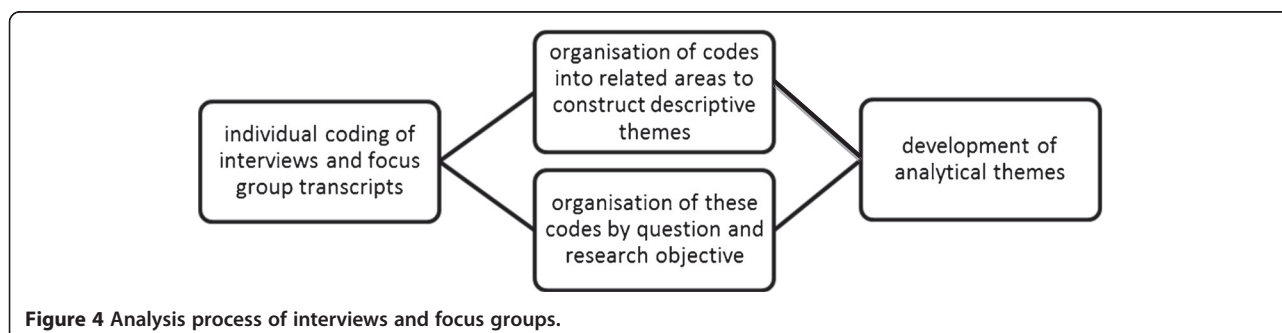 individual coding of
interviews and focus
group transcripts
organisation of codes
into related areas to
construct descriptive
themes
organisation of these
codes by question and
research objective
development of
analytical themes
Figure 4 Analysis process of interviews and focus groups.